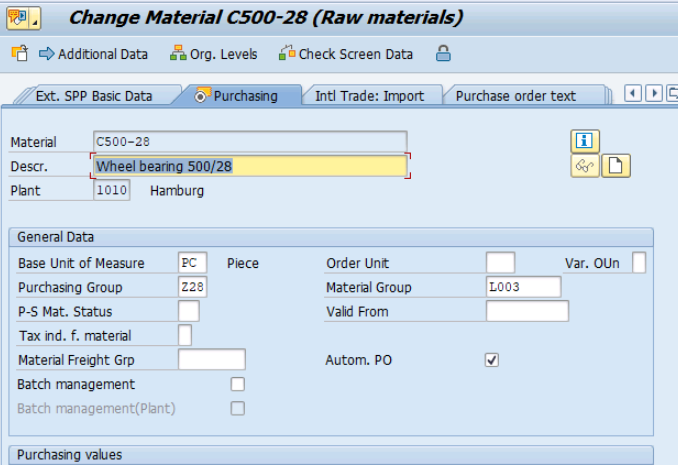 Change Material C500-28 (Raw materials)
Additional Data Org. Levels Check Screen Data
Ext. SPP Basic Data Purchasing Intl Trade: Import Purchase order text
Material C500-28
Descr. Wheel bearing 500/28
Plant 1010 Hamburg
General Data
Base Unit of Measure PC Piece Order Unit Var. OUn
Purchasing Group Z28 Material Group L003
P-S Mat. Status Valid From
Tax ind. f. material
Material Freight Grp Autom. PO
Batch management
Batch management(Plant)
Purchasing values